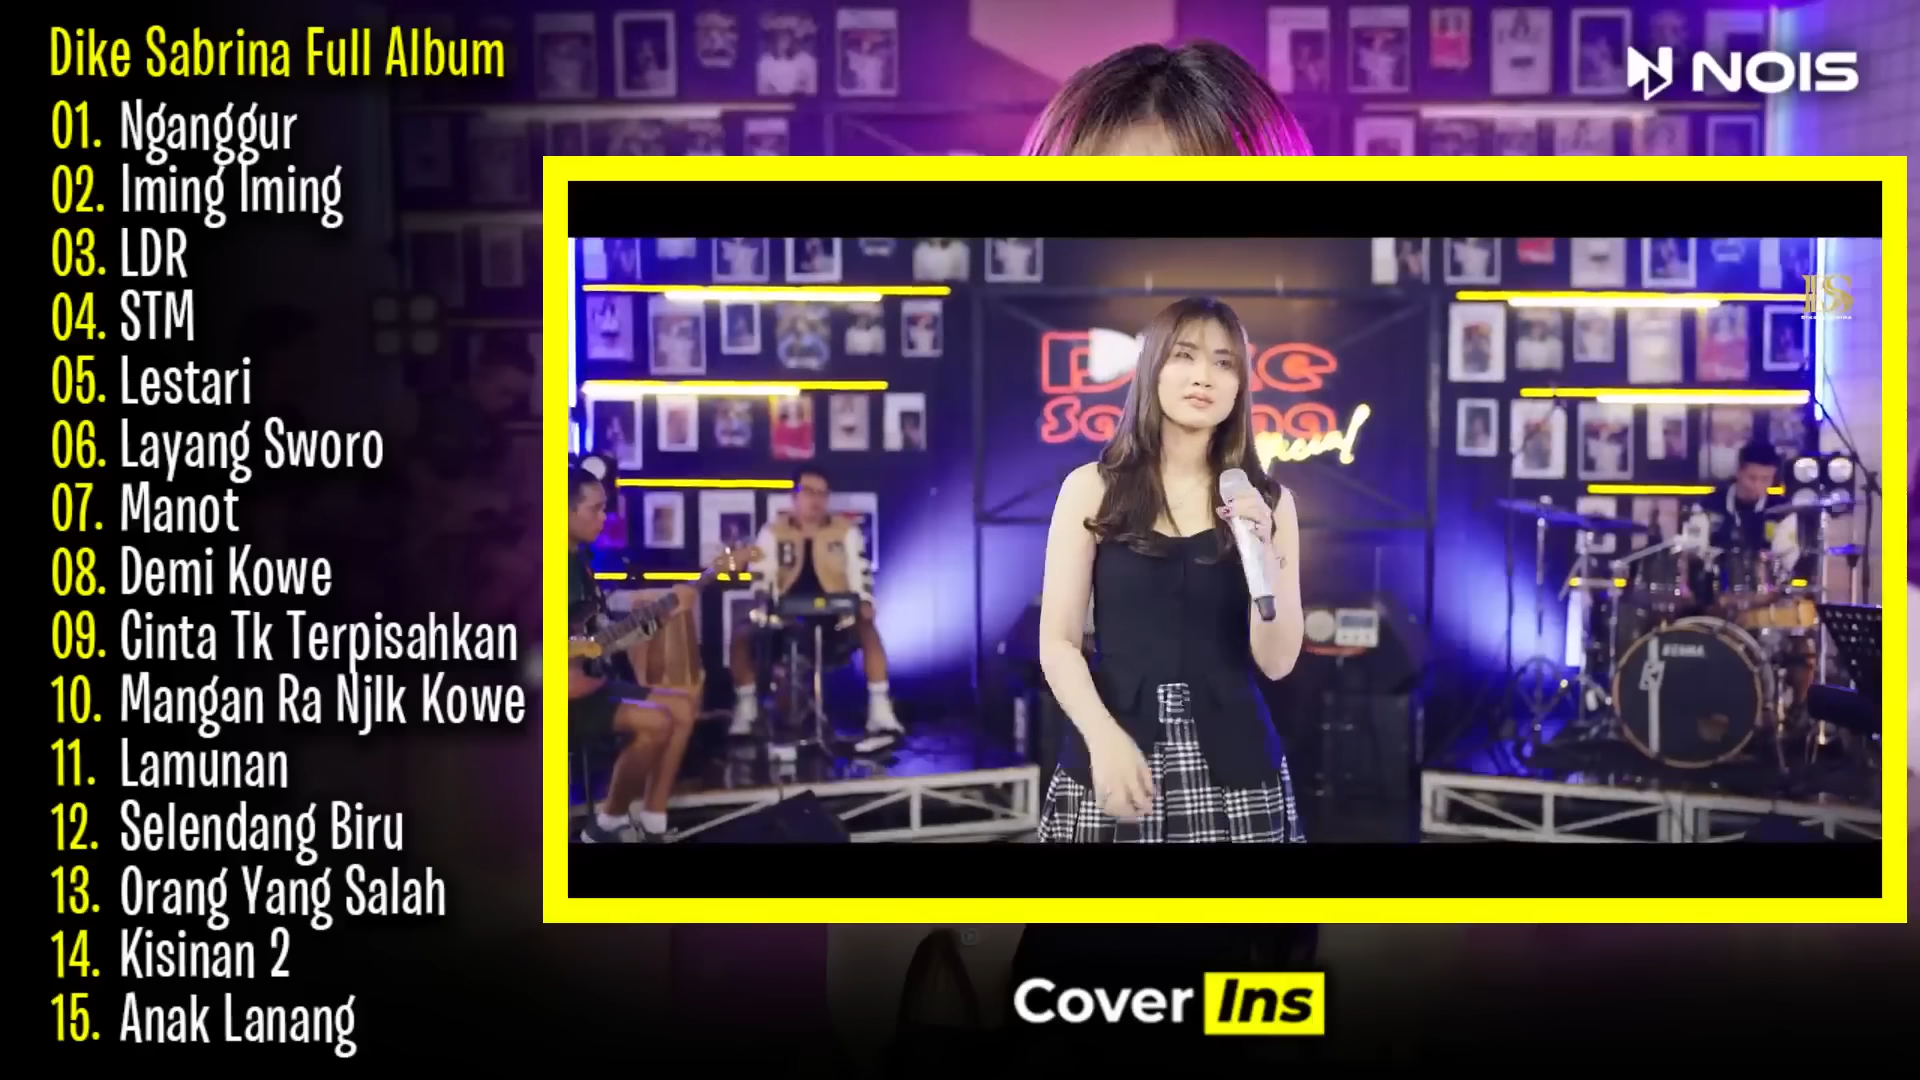 Dike Sabrina Full Album
01. Nganggur
02. Iming Iming
03. LDR
04. STM
05. Lestari
06. Layang Sworo
07. Manot
08. Demi Kowe
09. Cinta Tk Terpisahkan
10. Mangan Ra Njlk Kowe
11. Lamunan
12. Selendang Biru
13. Orang Yang Salah
14. Kisinan 2
15. Anak Lanang
NOIS
TAMA
B
Cover Ins